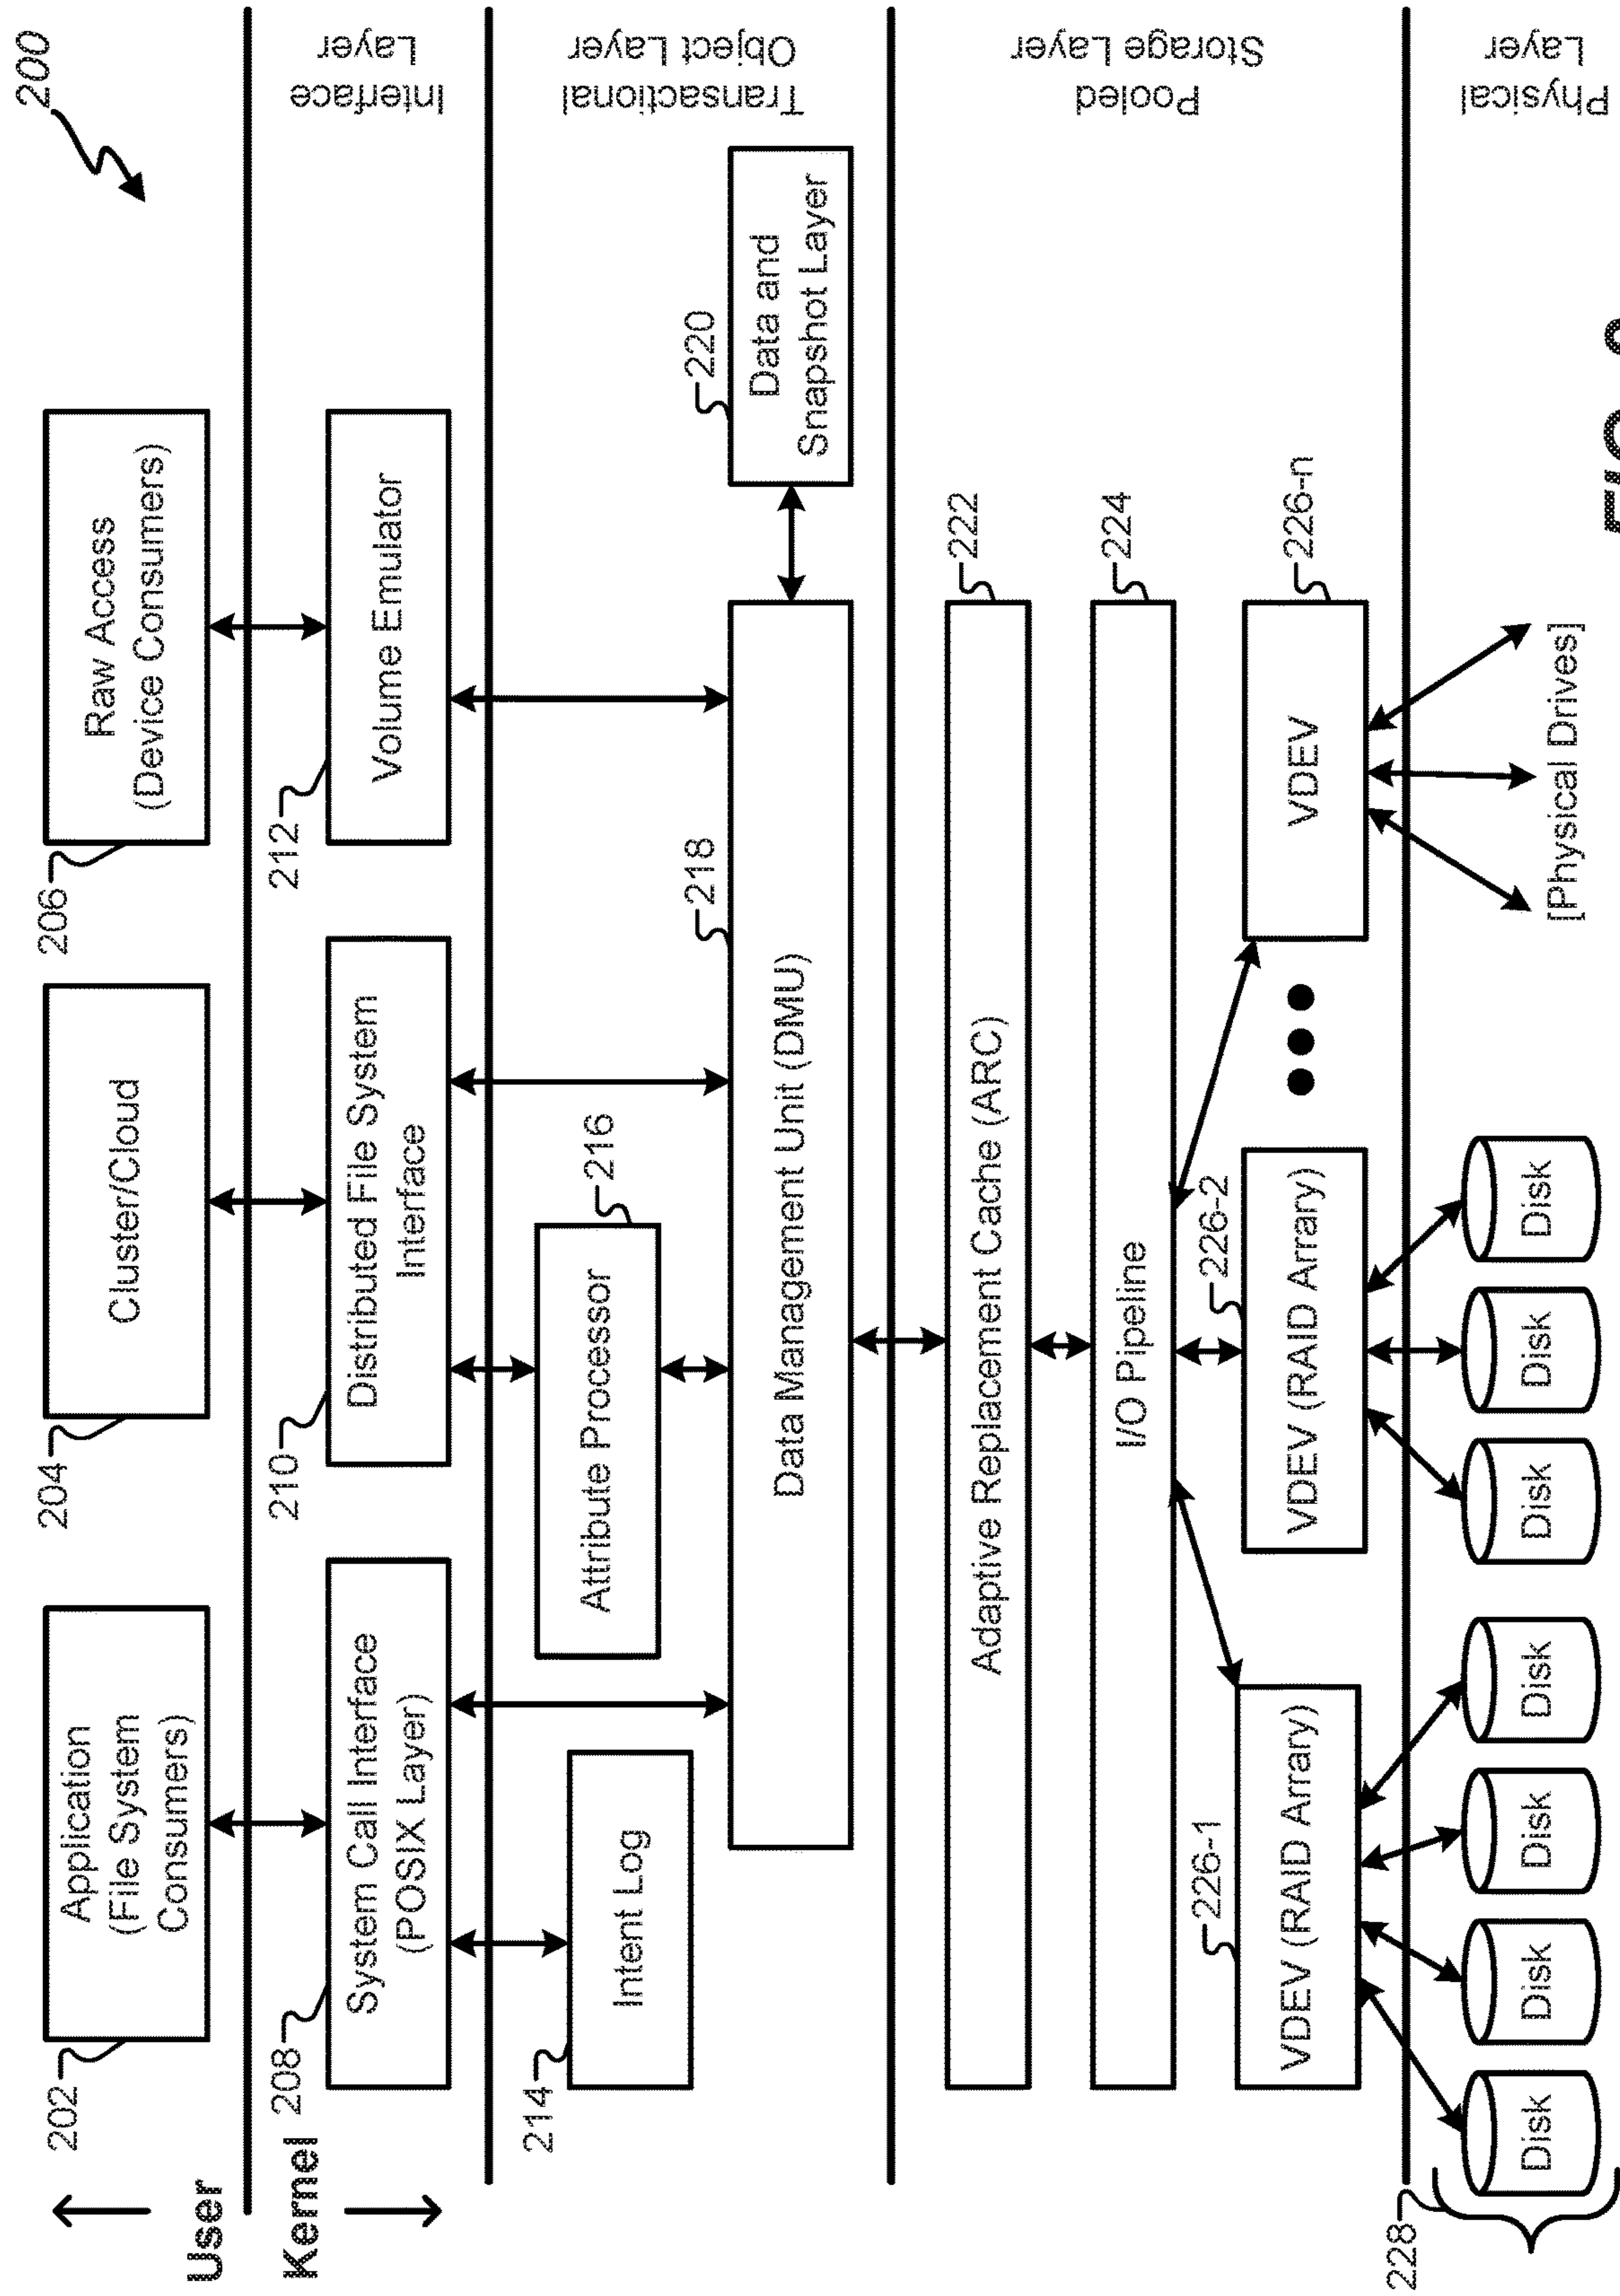 200
202
Application
(File System
Consumers)
204
Cluster/Cloud
206
Raw Access
(Device Consumers)
User
Kernel
208
System Call Interface
(POSIX Layer)
210
Distributed File System
Interface
212
Volume Emulator
Interface
Layer
214
Intent Log
Attribute Processor
216
Transactional
Object Layer
218
Data Management Unit (DMU)
220
Data and
Snapshot Layer
Adaptive Replacement Cache (ARC)
222
I/O Pipeline
224
Pooled
Storage Layer
226-1
VDEV (RAID Arrary)
226-2
VDEV (RAID Arrary)
VDEV
226-n
228
Disk
Disk
Disk
Disk
Disk
Disk
Disk
[Physical Drives]
Physical
Layer